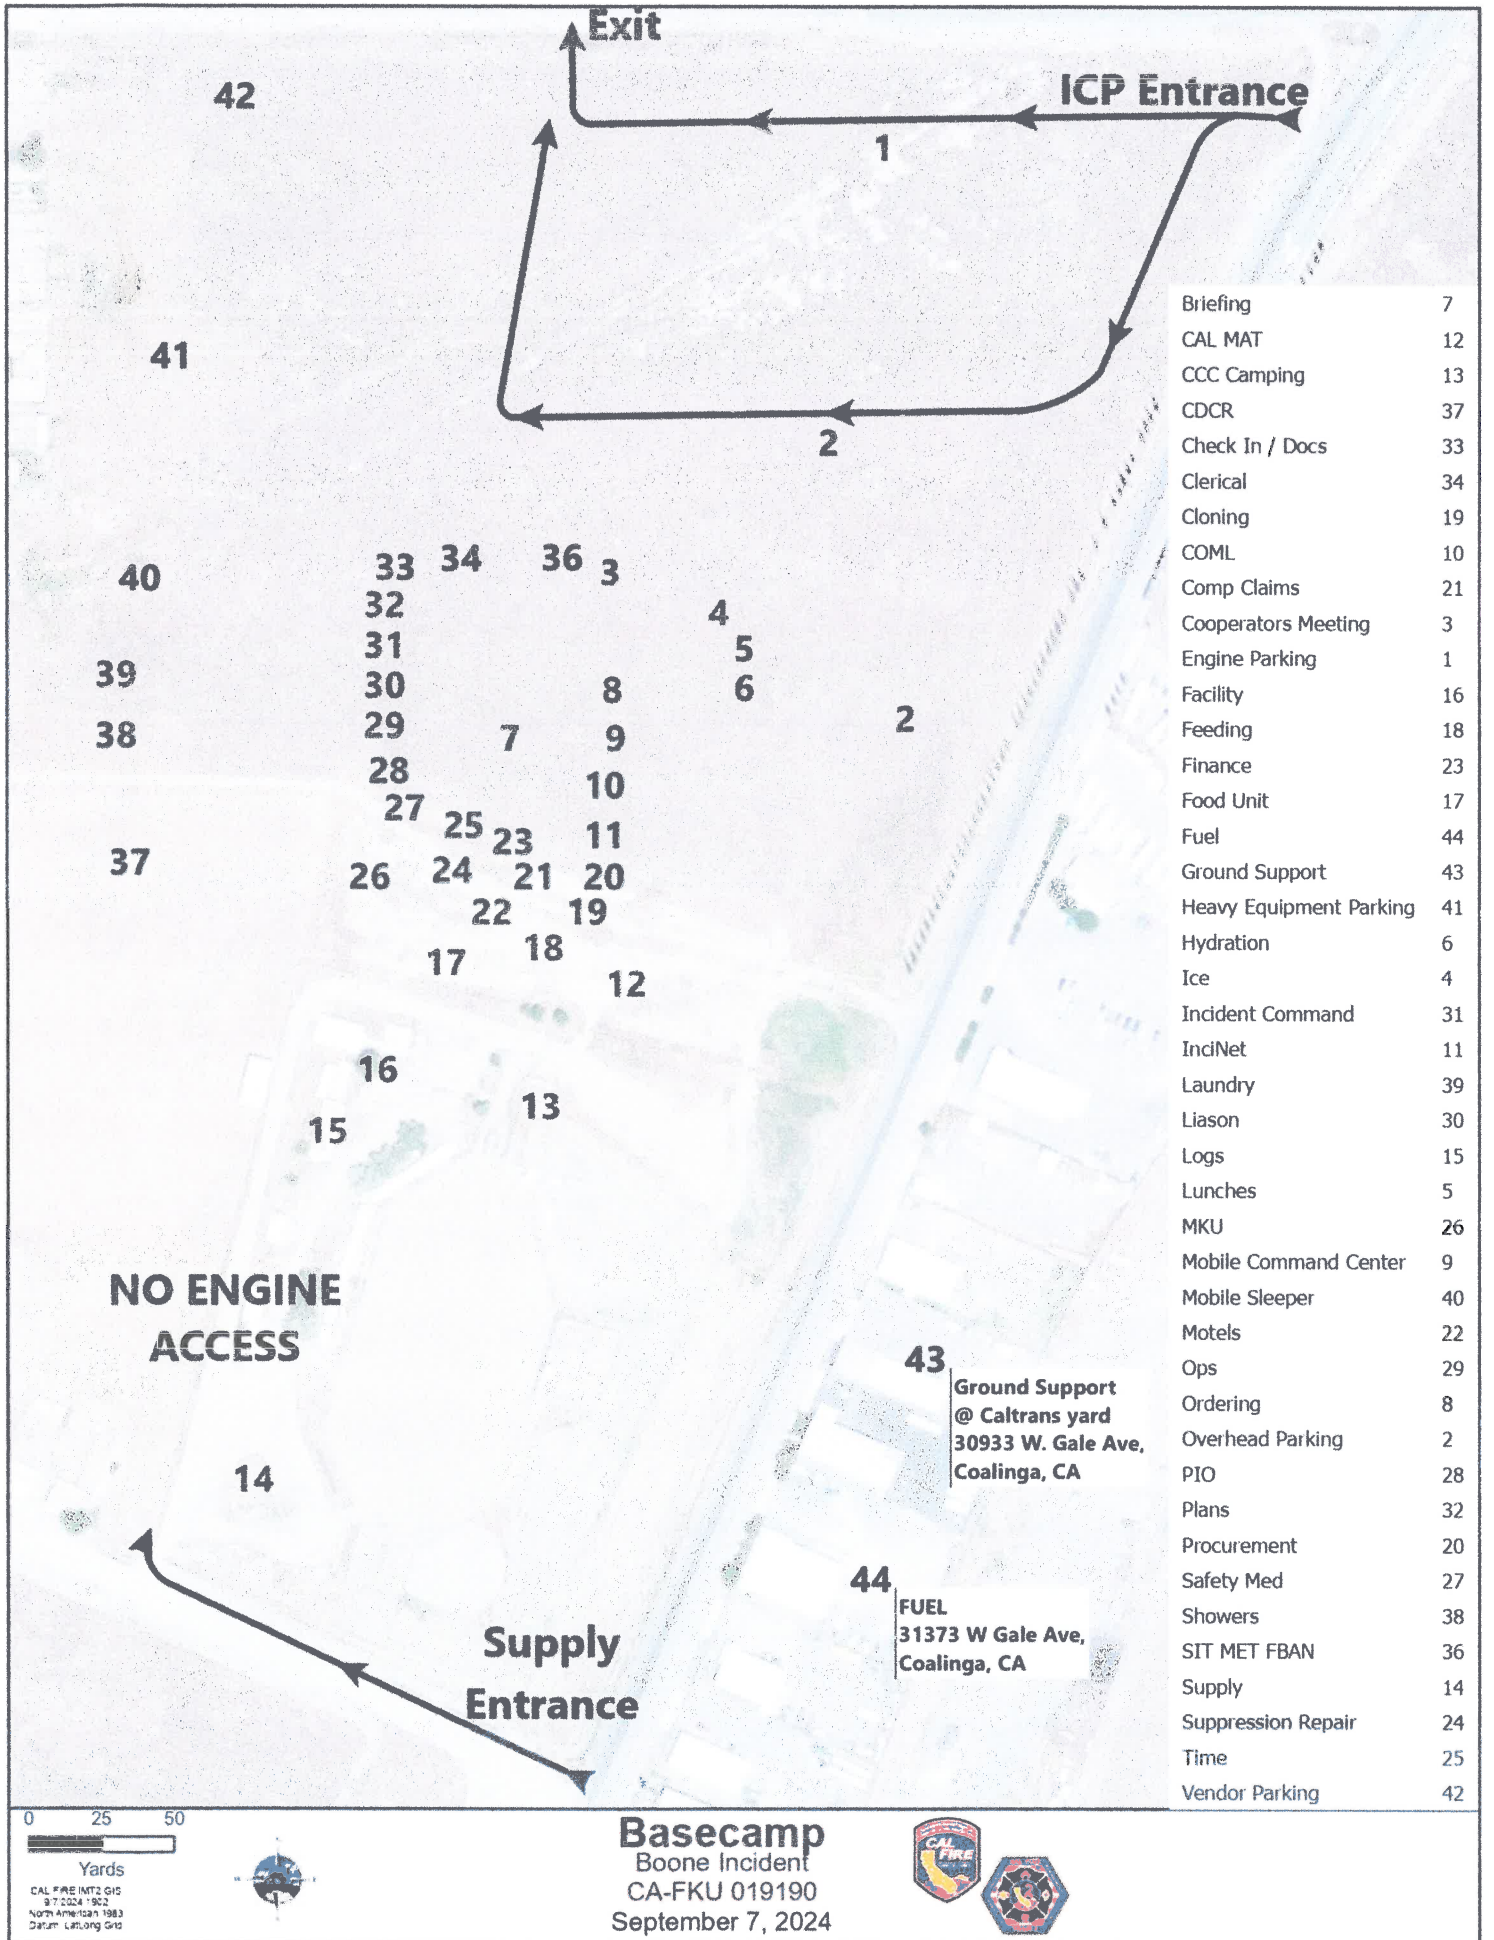 Exit
ICP Entrance
42
1
41
2
40
33
34
36
3
32
4
31
5
39
30
8
6
29
2
38
7
9
28
10
27
25
23
11
37
26
24
21
20
22
19
18
17
12
16
13
15
NO ENGINE
ACCESS
43
Ground Support
@ Caltrans yard
30933 W. Gale Ave,
Coalinga, CA
14
44
FUEL
31373 W Gale Ave,
Coalinga, CA
Supply
Entrance
Briefing 7
CAL MAT 12
CCC Camping 13
CDCR 37
Check In / Docs 33
Clerical 34
Cloning 19
COML 10
Comp Claims 21
Cooperators Meeting 3
Engine Parking 1
Facility 16
Feeding 18
Finance 23
Food Unit 17
Fuel 44
Ground Support 43
Heavy Equipment Parking 41
Hydration 6
Ice 4
Incident Command 31
InciNet 11
Laundry 39
Liason 30
Logs 15
Lunches 5
MKU 26
Mobile Command Center 9
Mobile Sleeper 40
Motels 22
Ops 29
Ordering 8
Overhead Parking 2
PIO 28
Plans 32
Procurement 20
Safety Med 27
Showers 38
SIT MET FBAN 36
Supply 14
Suppression Repair 24
Time 25
Vendor Parking 42
0 25 50
Yards
CAL FIRE IMT2 GIS
9/7/2024 1902
North American 1983
Datum LatLong Grid
Basecamp
Boone Incident
CA-FKU 019190
September 7, 2024
CAL
FIRE